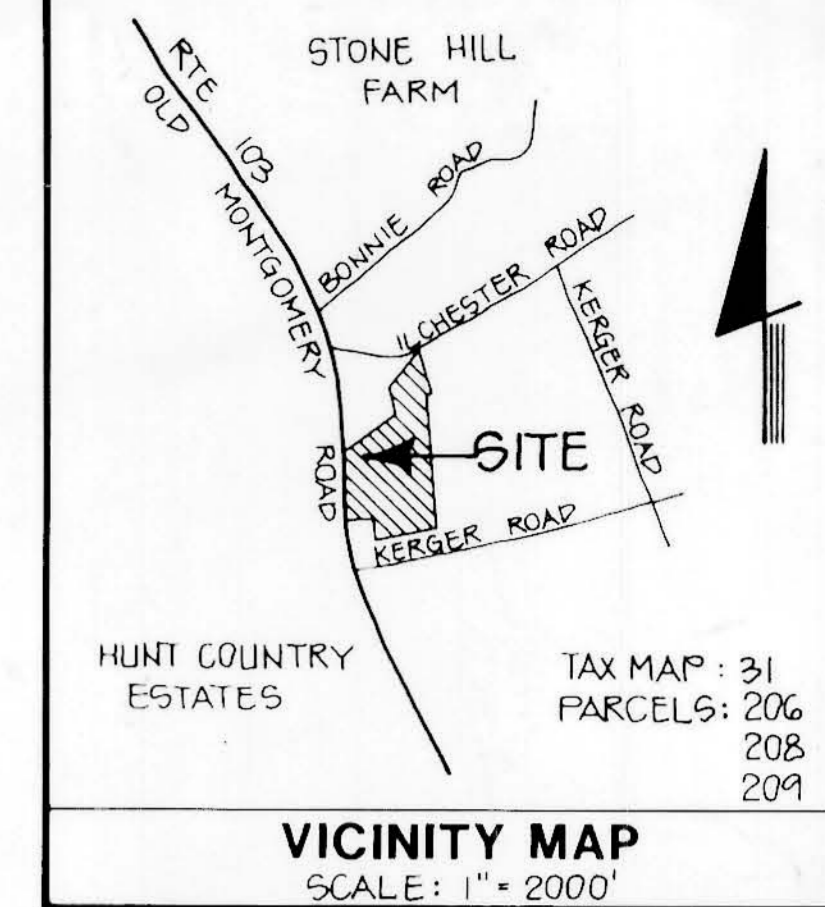 STONE HILL
FARM
RTE 103
OLD MONTGOMERY ROAD
BONNIE ROAD
ILCHESTER ROAD
KERGER ROAD
SITE
KERGER ROAD
HUNT COUNTRY
ESTATES
TAX MAP : 31
PARCELS: 206
208
209
VICINITY MAP
SCALE: 1" = 2000'